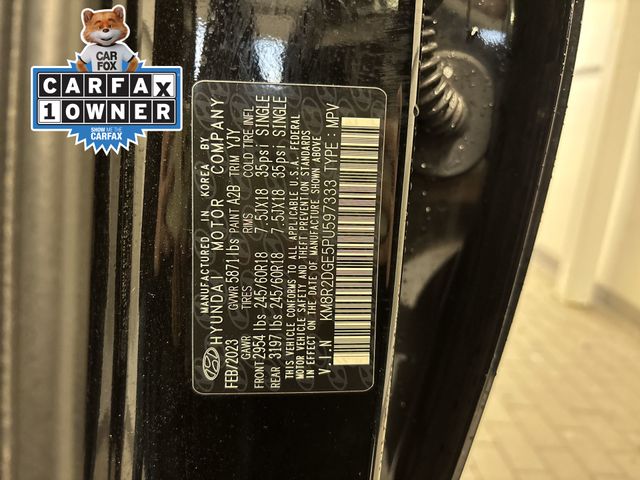 CAR
FOX
CARFAX
1 OWNER
SHOW ME THE
CARFAX
MANUFACTURED IN KOREA BY
HYUNDAI MOTOR COMPANY
FEB/2023 GVWR 5871 lbs PAINT A2B TRIM YJY
GAWR TIRES RMS COLD TIRE INFL
FRONT 2954 lbs 245/60R18 7.5JX18 35psi SINGLE
REAR 3197 lbs 245/60R18 7.5JX18 35psi SINGLE
THIS VEHICLE CONFORMS TO ALL APPLICABLE U.S.A. FEDERAL
MOTOR VEHICLE SAFETY AND THEFT PREVENTION STANDARDS
IN EFFECT ON THE DATE OF MANUFACTURE SHOWN ABOVE
V.I.N KM8R2DGE5PU597333 TYPE : MPV